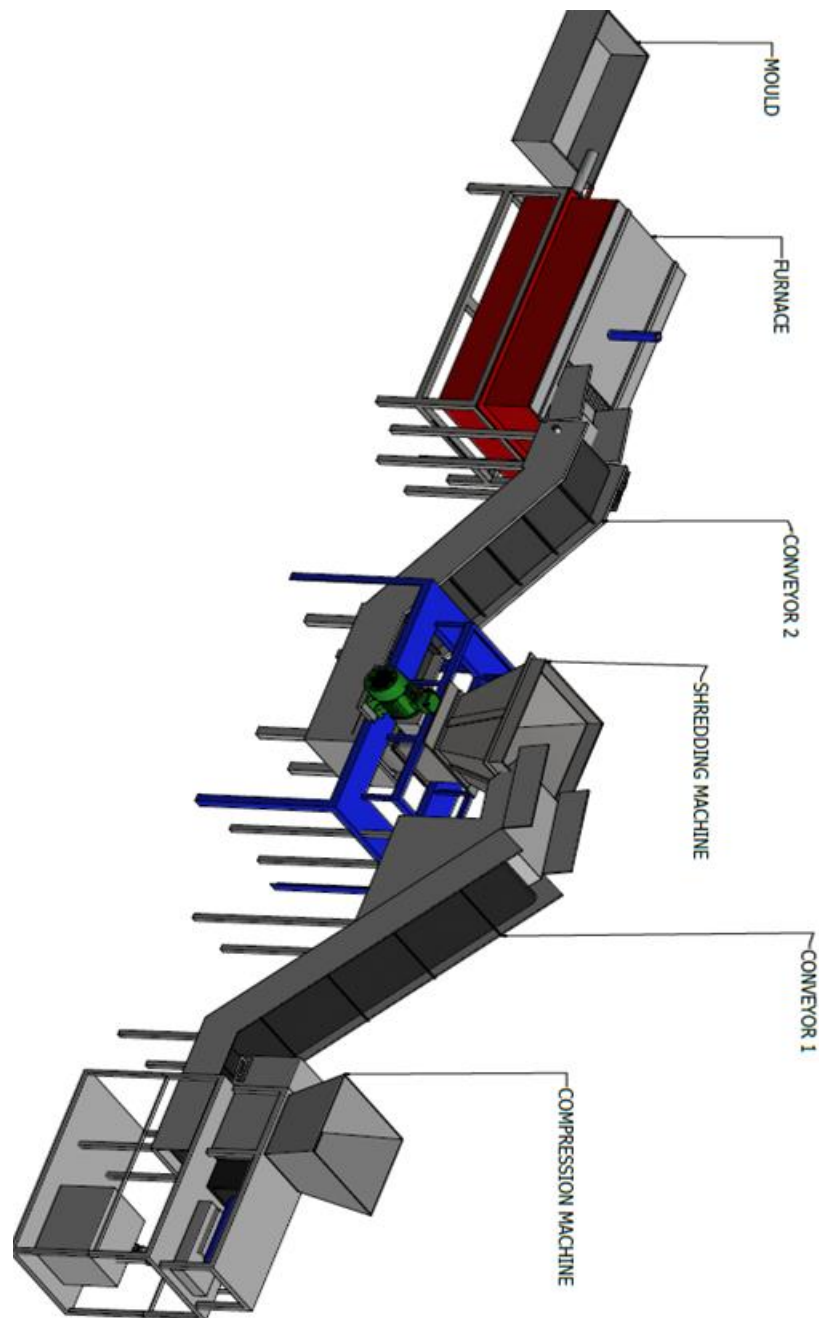 MOULD
FURNACE
CONVEYOR 2
SHREDDING MACHINE
CONVEYOR 1
COMPRESSION MACHINE